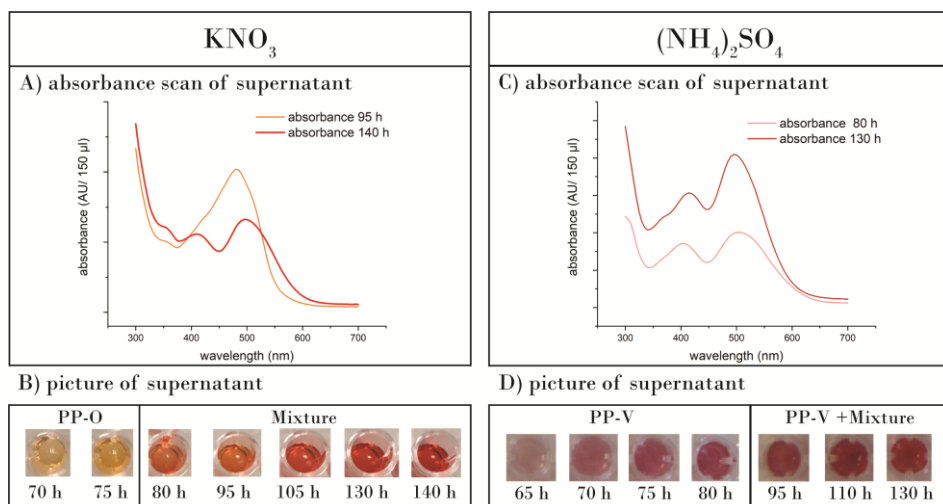 KNO3
A) absorbance scan of supernatant
absorbance (AU/ 150 µl)
absorbance 95 h
absorbance 140 h
300 400 500 600 700
wavelength (nm)
B) picture of supernatant
PP-O Mixture
70 h 75 h 80 h 95 h 105 h 130 h 140 h
(NH4)2SO4
C) absorbance scan of supernatant
absorbance (AU/ 150 µl)
absorbance 80 h
absorbance 130 h
300 400 500 600 700
wavelength (nm)
D) picture of supernatant
PP-V PP-V +Mixture
65 h 70 h 75 h 80 h 95 h 110 h 130 h